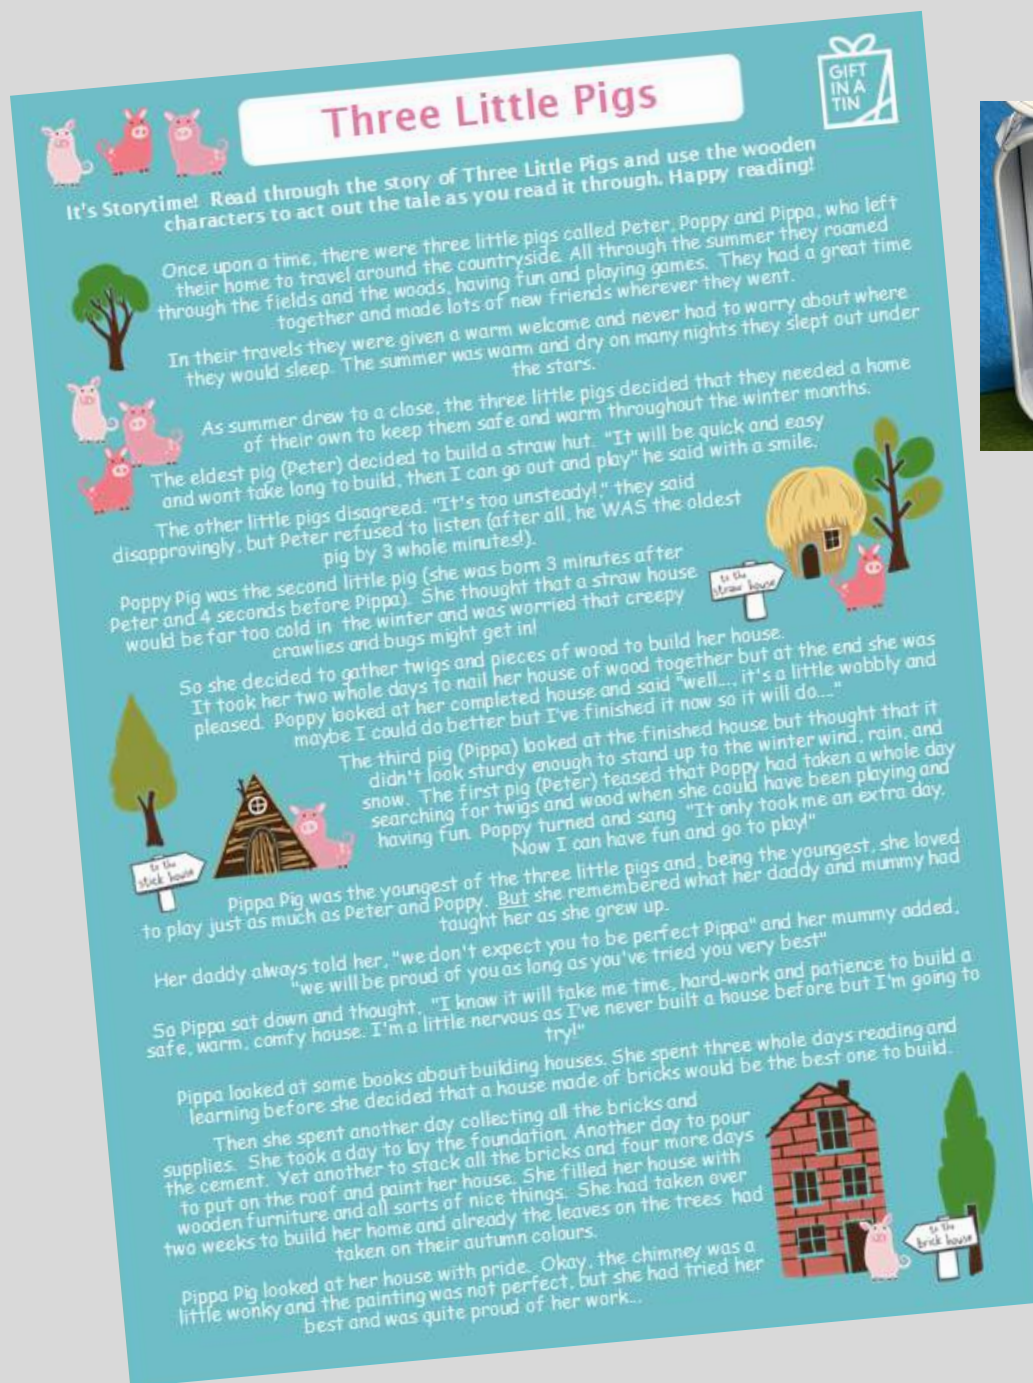 Three Little Pigs
GIFT
IN A
TIN
It's Storytime! Read through the story of Three Little Pigs and use the wooden
characters to act out the tale as you read it through. Happy reading!
Once upon a time, there were three little pigs called Peter, Poppy and Pippa, who left
their home to travel around the countryside. All through the summer they roamed
through the fields and the woods, having fun and playing games. They had a great time
together and made lots of new friends wherever they went.
In their travels they were given a warm welcome and never had to worry about where
they would sleep. The summer was warm and dry on many nights they slept out under
the stars.
As summer drew to a close, the three little pigs decided that they needed a home
of their own to keep them safe and warm throughout the winter months.
The eldest pig (Peter) decided to build a straw hut. "It will be quick and easy
and wont take long to build, then I can go out and play" he said with a smile.
The other little pigs disagreed. "It's too unsteady!," they said
disapprovingly, but Peter refused to listen (after all, he WAS the oldest
pig by 3 whole minutes!).
Poppy Pig was the second little pig (she was born 3 minutes after
Peter and 4 seconds before Pippa). She thought that a straw house
would be far too cold in the winter and was worried that creepy
crawlies and bugs might get in!
to the
straw house
So she decided to gather twigs and pieces of wood to build her house.
It took her two whole days to nail her house of wood together but at the end she was
pleased. Poppy looked at her completed house and said "well...., it's a little wobbly and
maybe I could do better but I've finished it now so it will do...."
The third pig (Pippa) looked at the finished house but thought that it
didn't look sturdy enough to stand up to the winter wind, rain, and
snow. The first pig (Peter) teased that Poppy had taken a whole day
searching for twigs and wood when she could have been playing and
having fun. Poppy turned and sang "It only took me an extra day.
Now I can have fun and go to play!"
to the
stick house
Pippa Pig was the youngest of the three little pigs and, being the youngest, she loved
to play just as much as Peter and Poppy. But she remembered what her daddy and mummy had
taught her as she grew up.
Her daddy always told her, "we don't expect you to be perfect Pippa" and her mummy added,
"we will be proud of you as long as you've tried you very best"
So Pippa sat down and thought, "I know it will take me time, hard-work and patience to build a
safe, warm, comfy house. I'm a little nervous as I've never built a house before but I'm going to
try!"
Pippa looked at some books about building houses. She spent three whole days reading and
learning before she decided that a house made of bricks would be the best one to build.
Then she spent another day collecting all the bricks and
supplies. She took a day to lay the foundation. Another day to pour
the cement. Yet another to stack all the bricks and four more days
to put on the roof and paint her house. She filled her house with
wooden furniture and all sorts of nice things. She had taken over
two weeks to build her home and already the leaves on the trees had
taken on their autumn colours.
to the
brick house
Pippa Pig looked at her house with pride. Okay, the chimney was a
little wonky and the painting was not perfect, but she had tried her
best and was quite proud of her work...